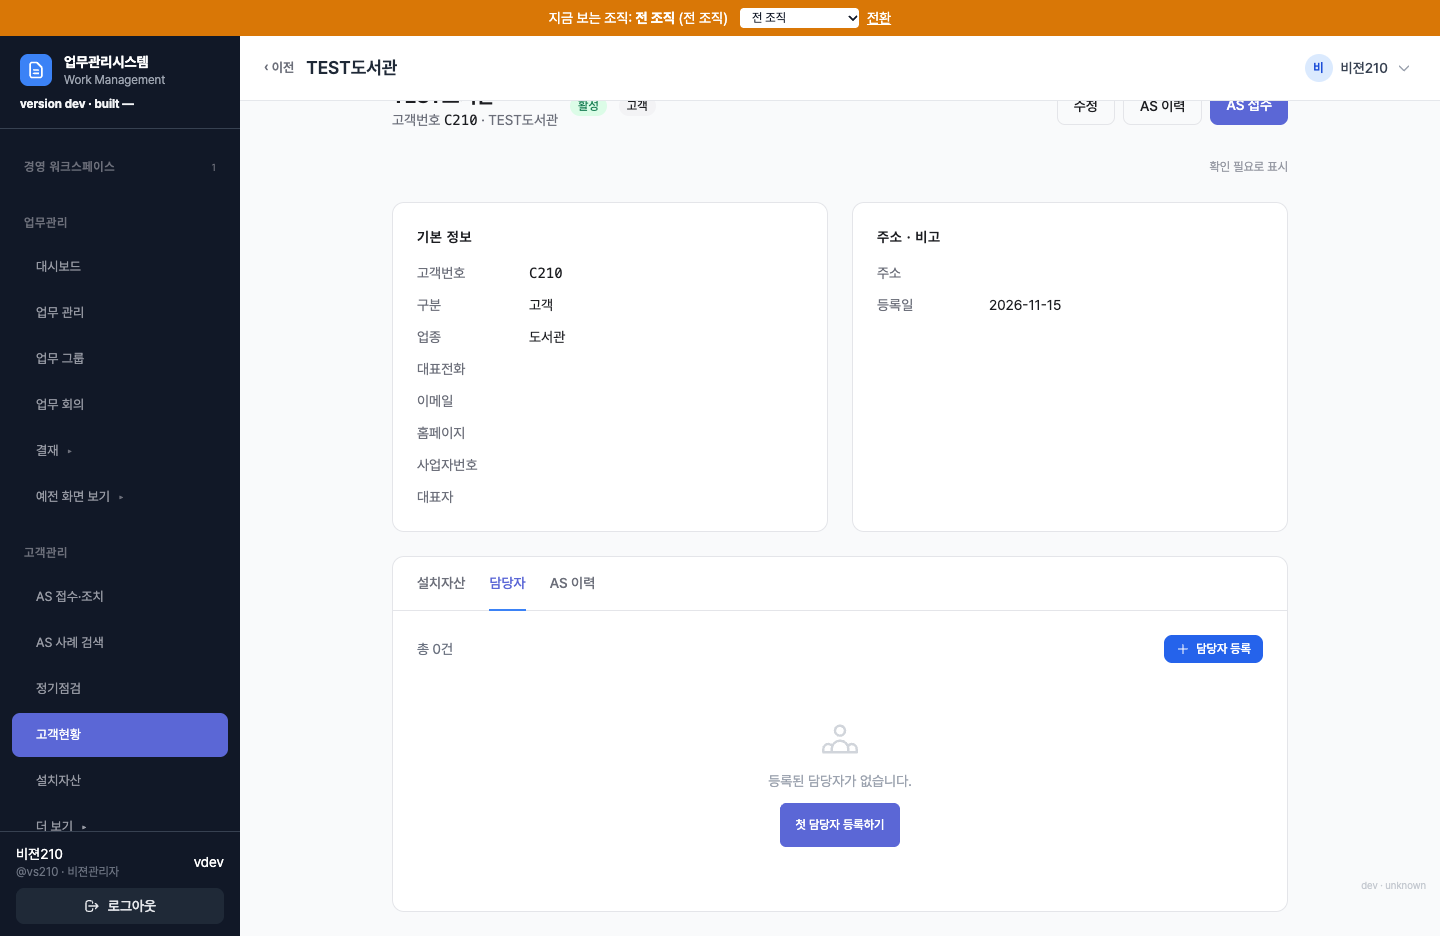 지금 보는 조직: 전 조직 (전 조직) 전 조직 전환
업무관리시스템
Work Management
version dev · built —
경영 워크스페이스 1
업무관리
대시보드
업무 관리
업무 그룹
업무 회의
결재 ▸
예전 화면 보기 ▸
고객관리
AS 접수·조치
AS 사례 검색
정기점검
고객현황
설치자산
더 보기 ▸
비젼210
@vs210 · 비젼관리자
vdev
로그아웃
‹ 이전 TEST도서관
비 비젼210
TEST도서관 활성 고객
고객번호 C210 · TEST도서관
수정 AS 이력 AS 접수
확인 필요로 표시
기본 정보
고객번호 C210
구분 고객
업종 도서관
대표전화
이메일
홈페이지
사업자번호
대표자
주소 · 비고
주소
등록일 2026-11-15
설치자산 담당자 AS 이력
총 0건
+ 담당자 등록
등록된 담당자가 없습니다.
첫 담당자 등록하기
dev · unknown